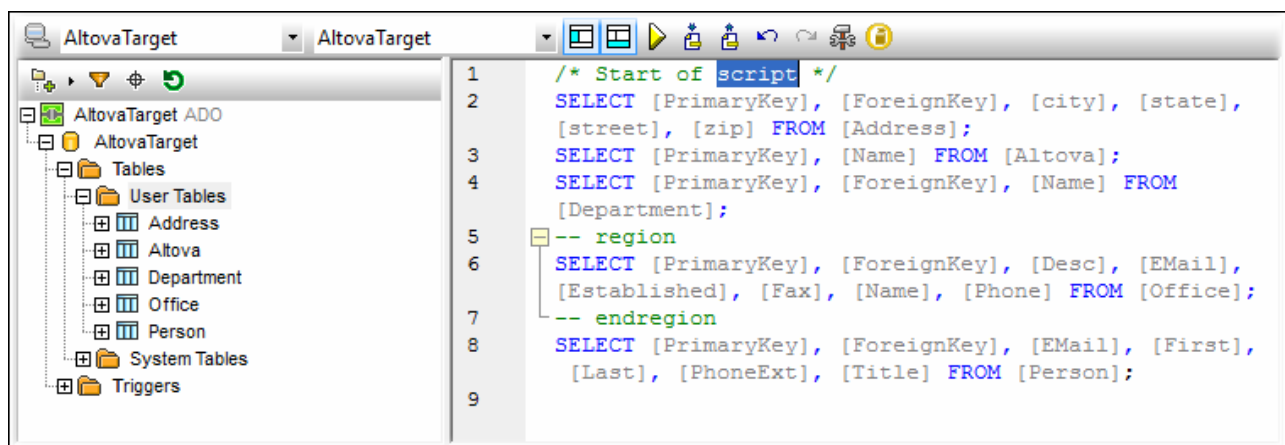 AltovaTarget AltovaTarget
AltovaTarget ADO
AltovaTarget
Tables
User Tables
Address
Altova
Department
Office
Person
System Tables
Triggers
1 /* Start of script */
2 SELECT [PrimaryKey], [ForeignKey], [city], [state],
[street], [zip] FROM [Address];
3 SELECT [PrimaryKey], [Name] FROM [Altova];
4 SELECT [PrimaryKey], [ForeignKey], [Name] FROM
[Department];
5 -- region
6 SELECT [PrimaryKey], [ForeignKey], [Desc], [EMail],
[Established], [Fax], [Name], [Phone] FROM [Office];
7 -- endregion
8 SELECT [PrimaryKey], [ForeignKey], [EMail], [First],
[Last], [PhoneExt], [Title] FROM [Person];
9